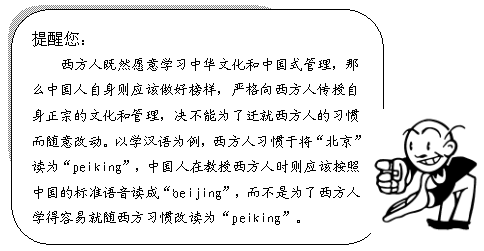 提醒您：
西方人既然愿意学习中华文化和中国式管理，那
么中国人自身则应该做好榜样，严格向西方人传授自
身正宗的文化和管理，决不能为了迁就西方人的习惯
而随意改动。以学汉语为例，西方人习惯于将“北京”
读为“peiking”，中国人在教授西方人时则应该按照
中国的标准语音读成“beijing”，而不是为了西方人
学得容易就随西方习惯改读为“peiking”。